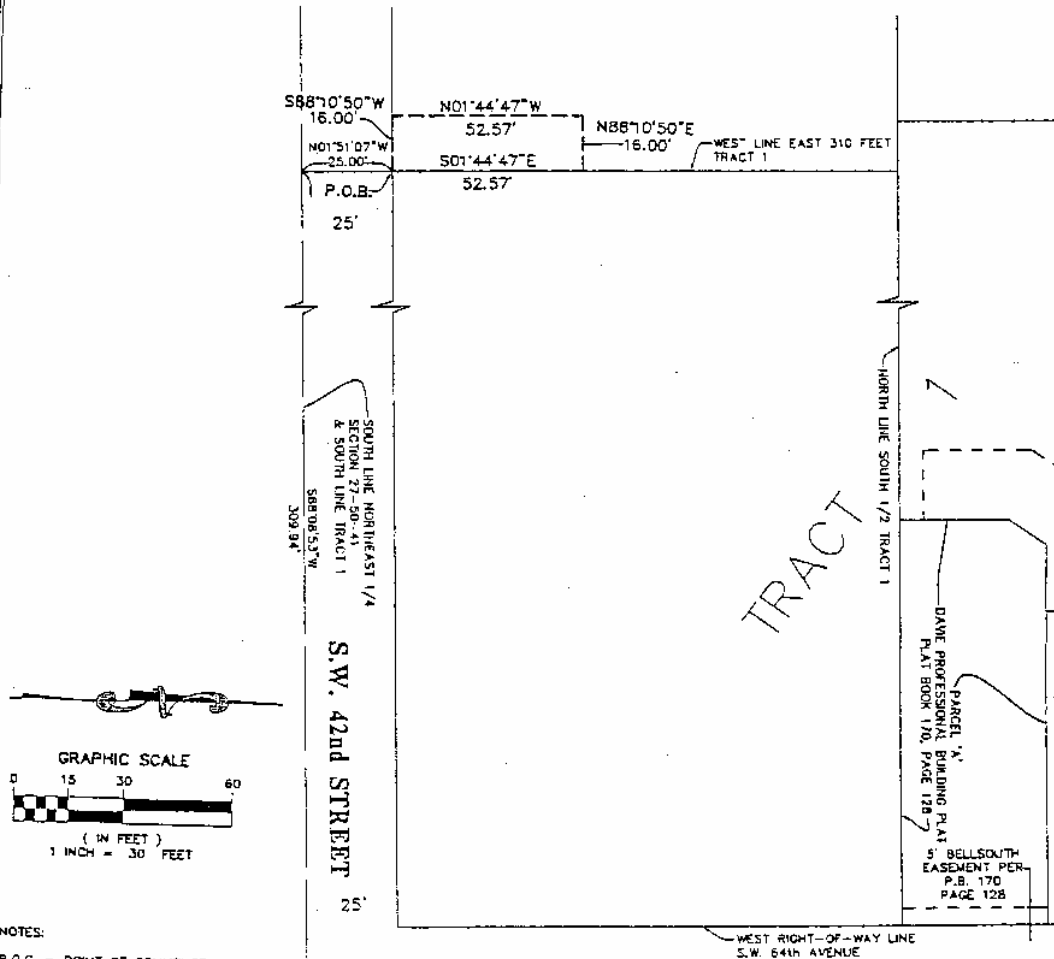 S88°10'50"W
16.00'
N01°44'47"W
52.57'
N88°10'50"E
16.00'
N01°51'07"W
25.00'
S01°44'47"E
52.57'
WEST LINE EAST 310 FEET
TRACT 1
P.O.B.
25'
SOUTH LINE NORTHEAST 1/4
SECTION 27-50-41
& SOUTH LINE TRACT 1
S88°08'53"W
309.94'
NORTH LINE SOUTH 1/2 TRACT 1
1
TRACT
S.W. 42nd STREET
25'
PARCEL 'A'
DAVIE PROFESSIONAL BUILDING PLAT
PLAT BOOK 170, PAGE 128
5' BELLSOUTH
EASEMENT PER
P.B. 170
PAGE 128
GRAPHIC SCALE
0 15 30 60
( IN FEET )
1 INCH = 30 FEET
WEST RIGHT-OF-WAY LINE
S.W. 64th AVENUE
NOTES: